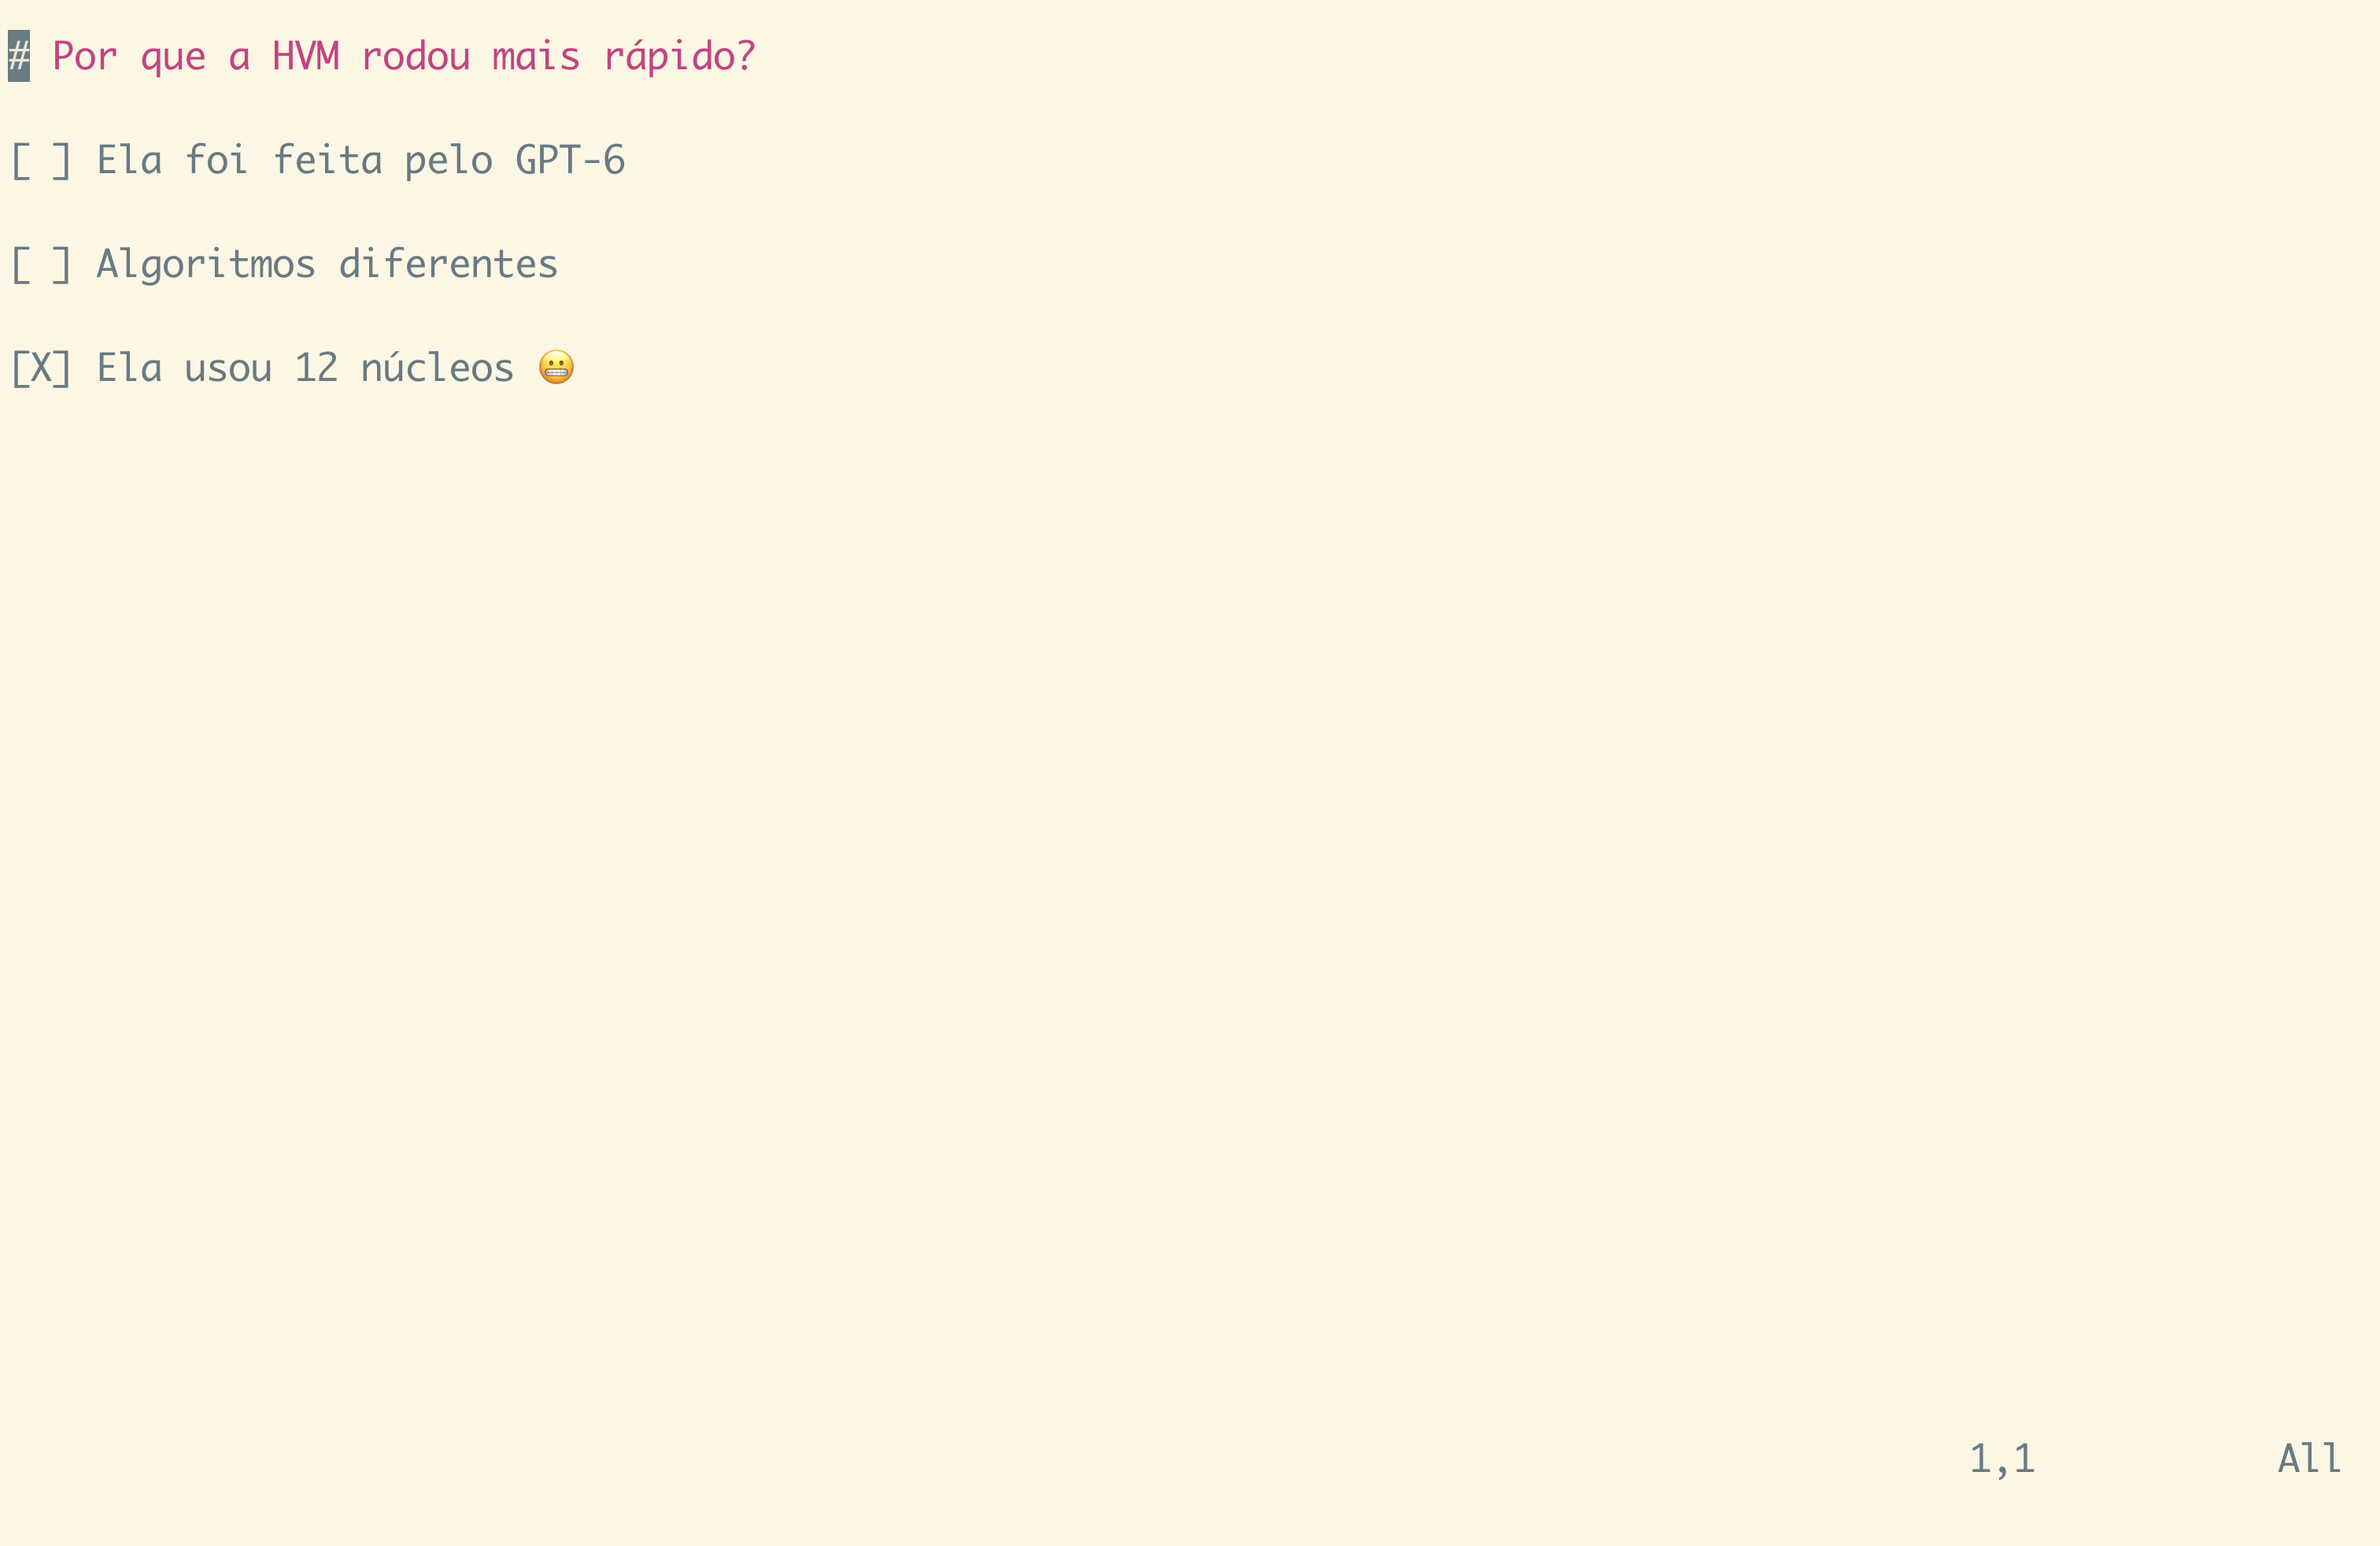 # Por que a HVM rodou mais rápido?
[ ] Ela foi feita pelo GPT-6
[ ] Algoritmos diferentes
[X] Ela usou 12 núcleos 😬
1,1 All